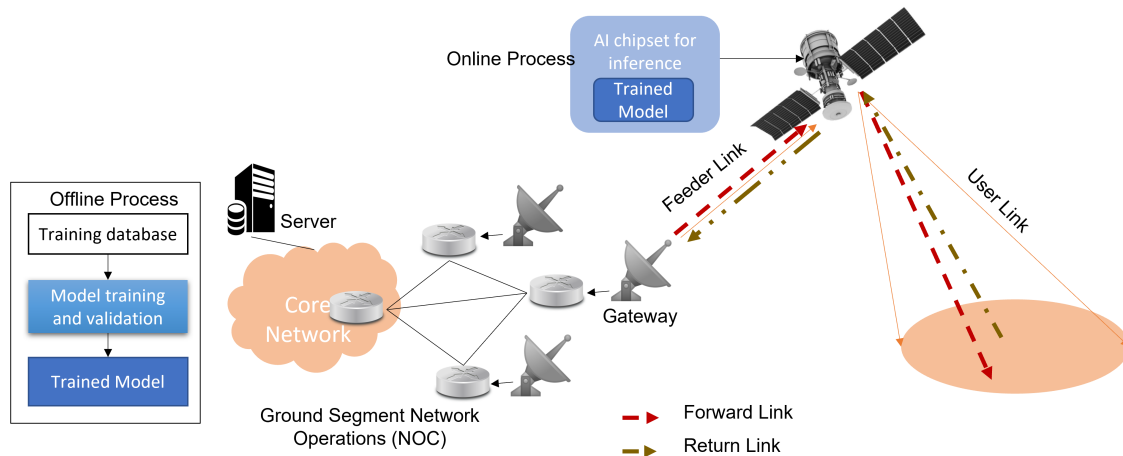 Online Process
AI chipset for
inference
Trained
Model
Feeder Link
User Link
Offline Process
Training database
Model training
and validation
Trained Model
Server
Core
Network
Gateway
Ground Segment Network
Operations (NOC)
Forward Link
Return Link